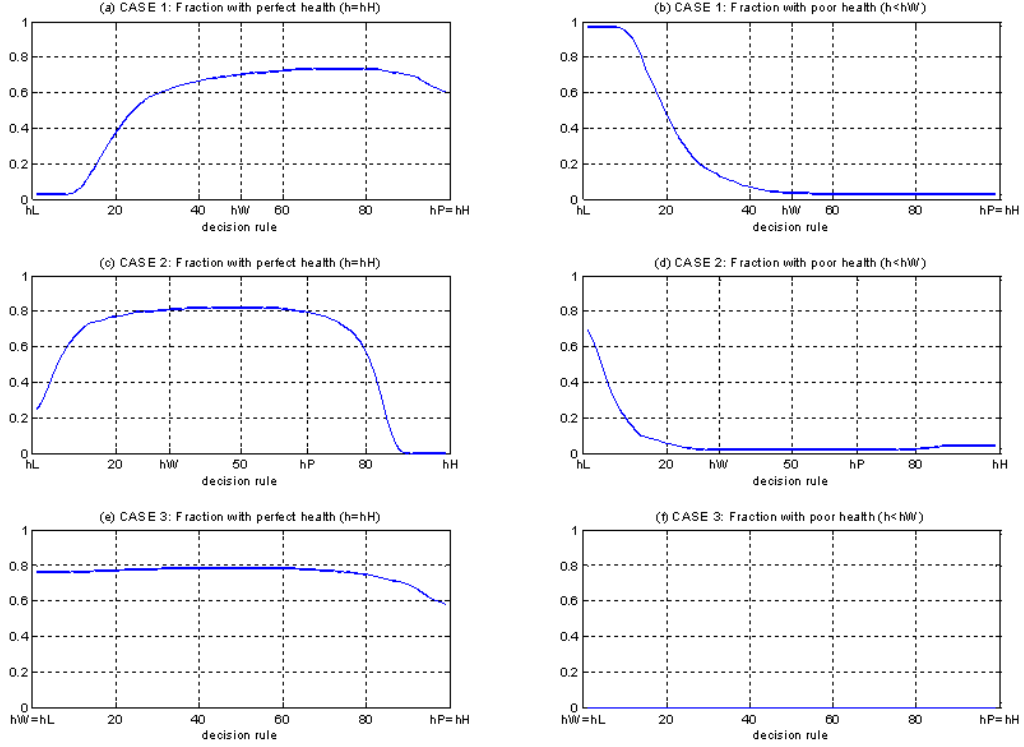 (a) CASE 1: Fraction with perfect health (h=hH)
1
0.8
0.6
0.4
0.2
0
hL 20 40 hW 60 80 hP=hH
decision rule
(b) CASE 1: Fraction with poor health (h<hW)
1
0.8
0.6
0.4
0.2
0
hL 20 40 hW 60 80 hP=hH
decision rule
(c) CASE 2: Fraction with perfect health (h=hH)
1
0.8
0.6
0.4
0.2
0
hL 20 hW 50 hP 80 hH
decision rule
(d) CASE 2: Fraction with poor health (h<hW)
1
0.8
0.6
0.4
0.2
0
hL 20 hW 50 hP 80 hH
decision rule
(e) CASE 3: Fraction with perfect health (h=hH)
1
0.8
0.6
0.4
0.2
0
hW=hL 20 40 60 80 hP=hH
decision rule
(f) CASE 3: Fraction with poor health (h<hW)
1
0.8
0.6
0.4
0.2
0
hW=hL 20 40 60 80 hP=hH
decision rule